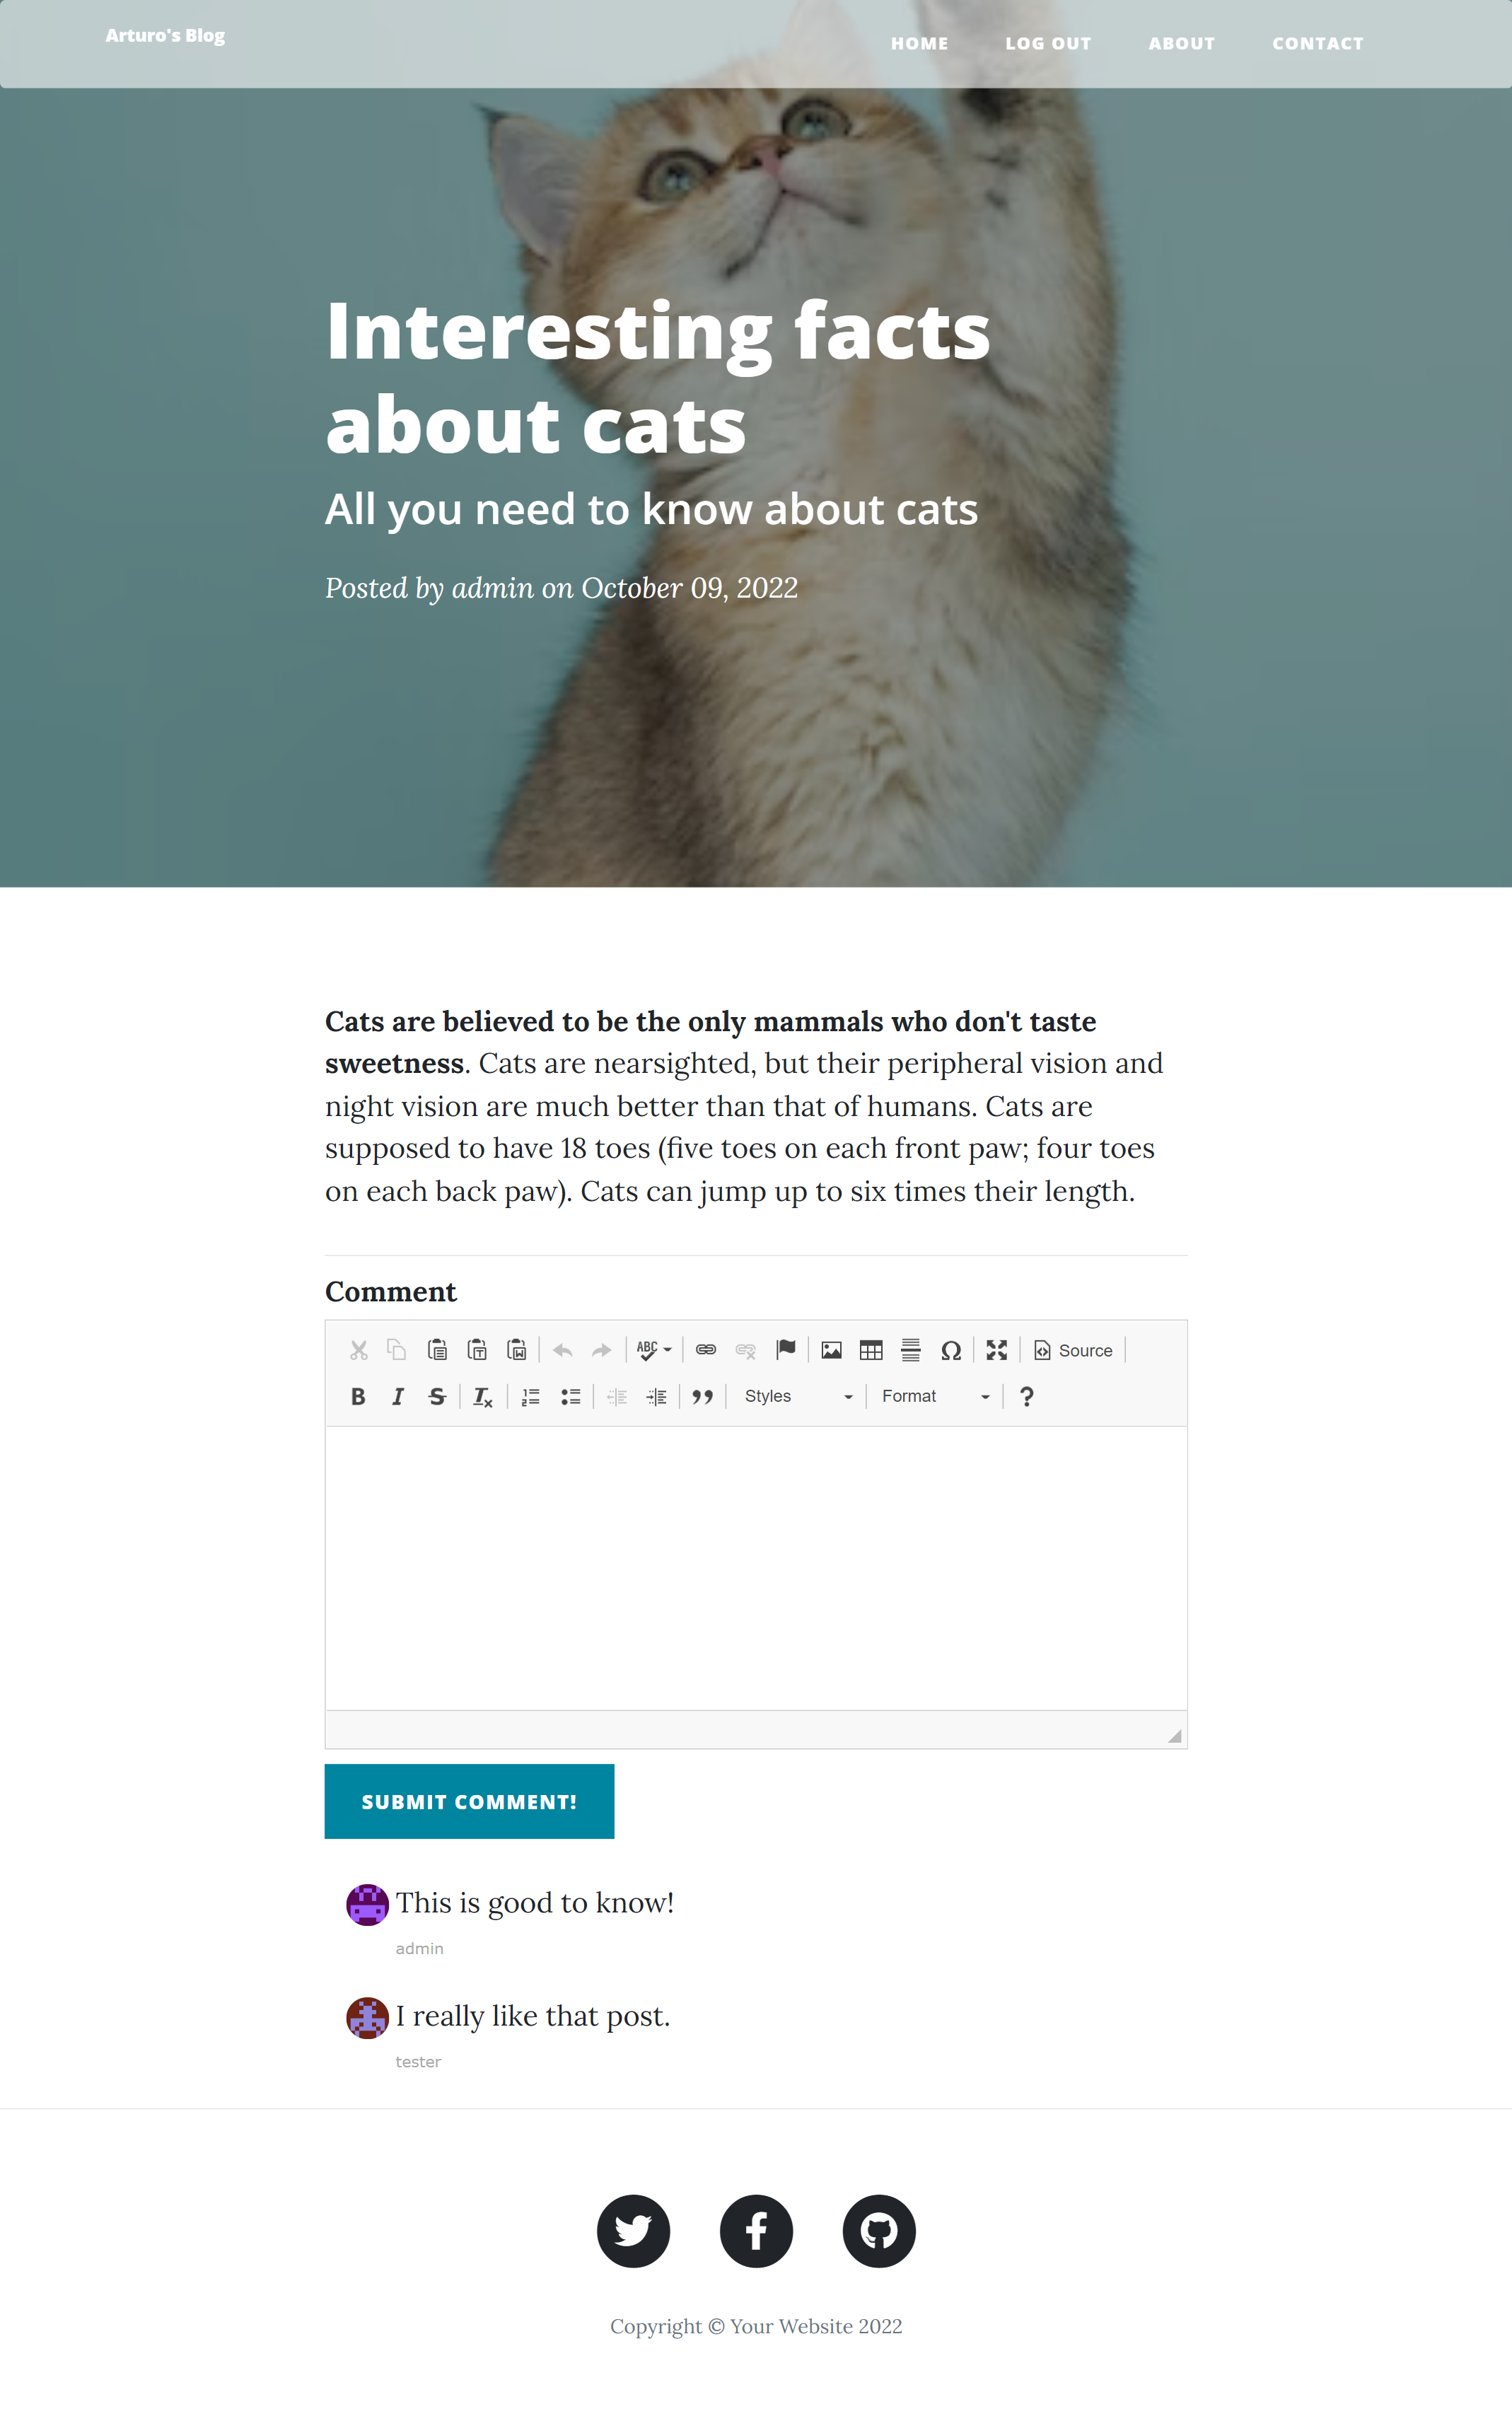 Arturo's Blog
HOME LOG OUT ABOUT CONTACT
Interesting facts
about cats
All you need to know about cats
Posted by admin on October 09, 2022
Cats are believed to be the only mammals who don't taste
sweetness. Cats are nearsighted, but their peripheral vision and
night vision are much better than that of humans. Cats are
supposed to have 18 toes (five toes on each front paw; four toes
on each back paw). Cats can jump up to six times their length.
Comment
ABC Source
Styles Format
SUBMIT COMMENT!
This is good to know!
admin
I really like that post.
tester
Copyright © Your Website 2022